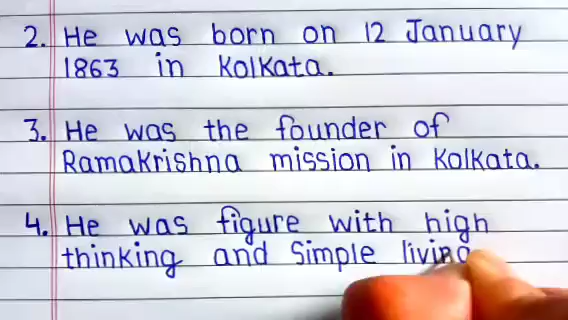 2. He was born on 12 January
1863 in Kolkata.
3. He was the founder of
Ramakrishna mission in Kolkata.
4. He was figure with high
thinking and Simple living